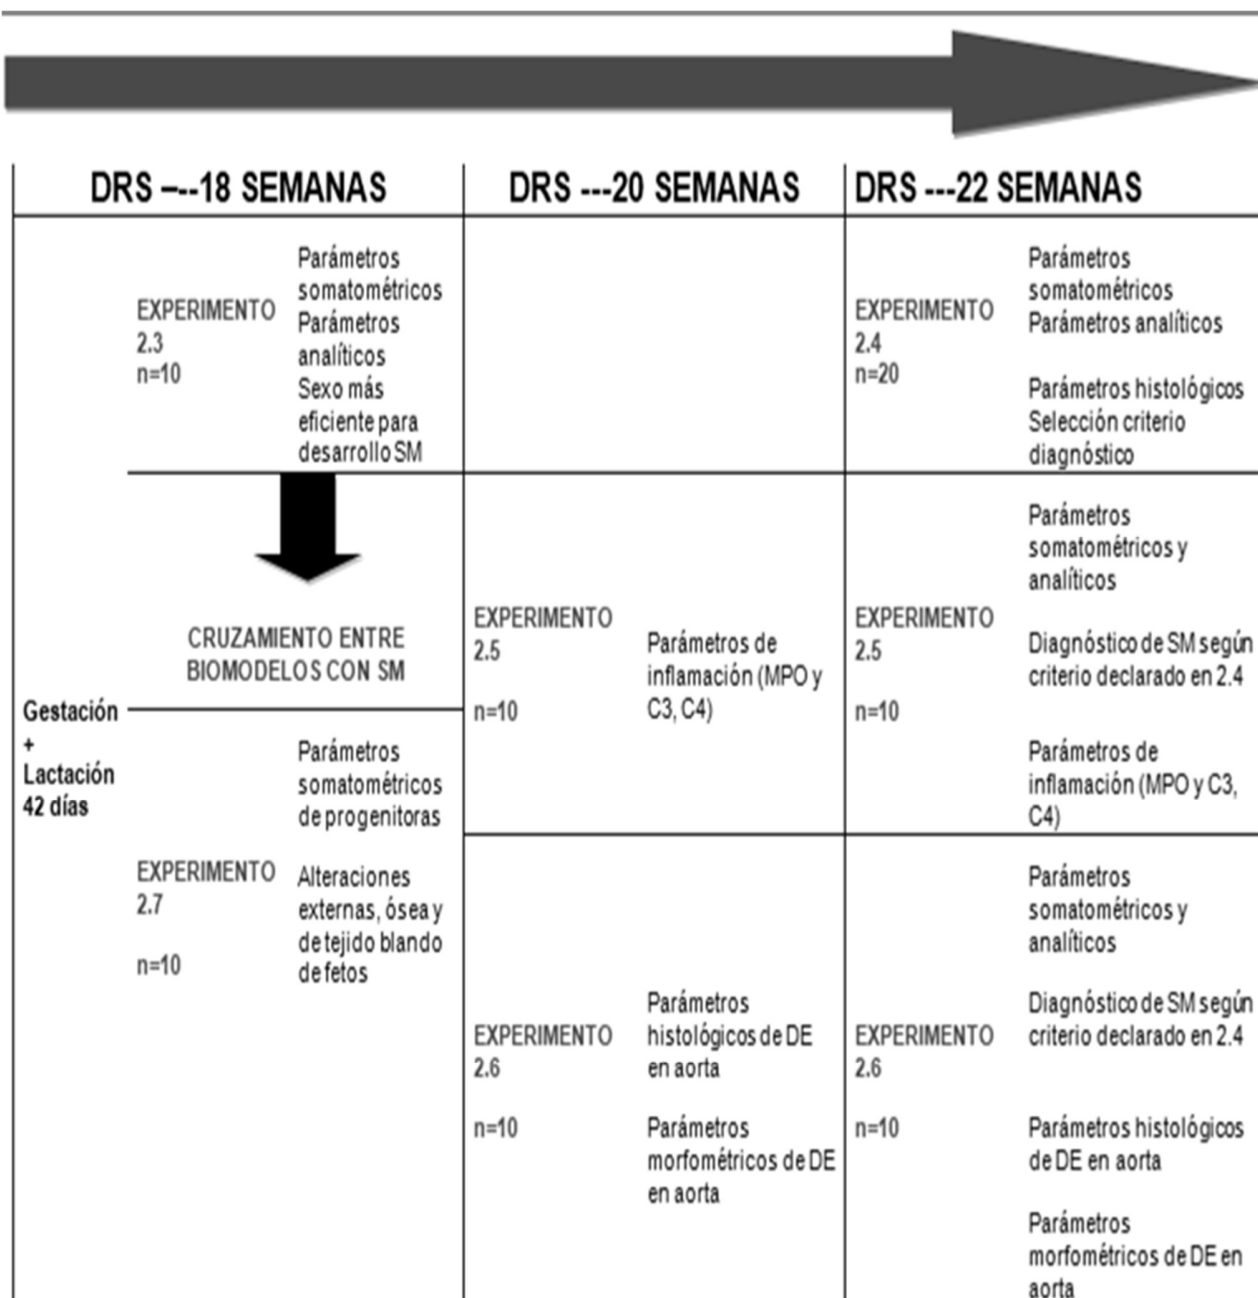 DRS –--18 SEMANAS
DRS ---20 SEMANAS
DRS ---22 SEMANAS
EXPERIMENTO
2.3
n=10
Parámetros
somatométricos
Parámetros
analíticos
Sexo más
eficiente para
desarrollo SM
EXPERIMENTO
2.4
n=20
Parámetros
somatométricos
Parámetros analíticos
Parámetros histológicos
Selección criterio
diagnóstico
CRUZAMIENTO ENTRE
BIOMODELOS CON SM
EXPERIMENTO
2.5
n=10
Parámetros de
inflamación (MPO y
C3, C4)
EXPERIMENTO
2.5
n=10
Parámetros
somatométricos y
analíticos
Diagnóstico de SM según
criterio declarado en 2.4
Parámetros de
inflamación (MPO y C3,
C4)
Gestación
+
Lactación
42 días
EXPERIMENTO
2.7
n=10
Parámetros
somatométricos
de progenitoras
Alteraciones
externas, ósea y
de tejido blando
de fetos
EXPERIMENTO
2.6
n=10
Parámetros
histológicos de DE
en aorta
Parámetros
morfométricos de DE
en aorta
EXPERIMENTO
2.6
n=10
Parámetros
somatométricos y
analíticos
Diagnóstico de SM según
criterio declarado en 2.4
Parámetros histológicos
de DE en aorta
Parámetros
morfométricos de DE en
aorta